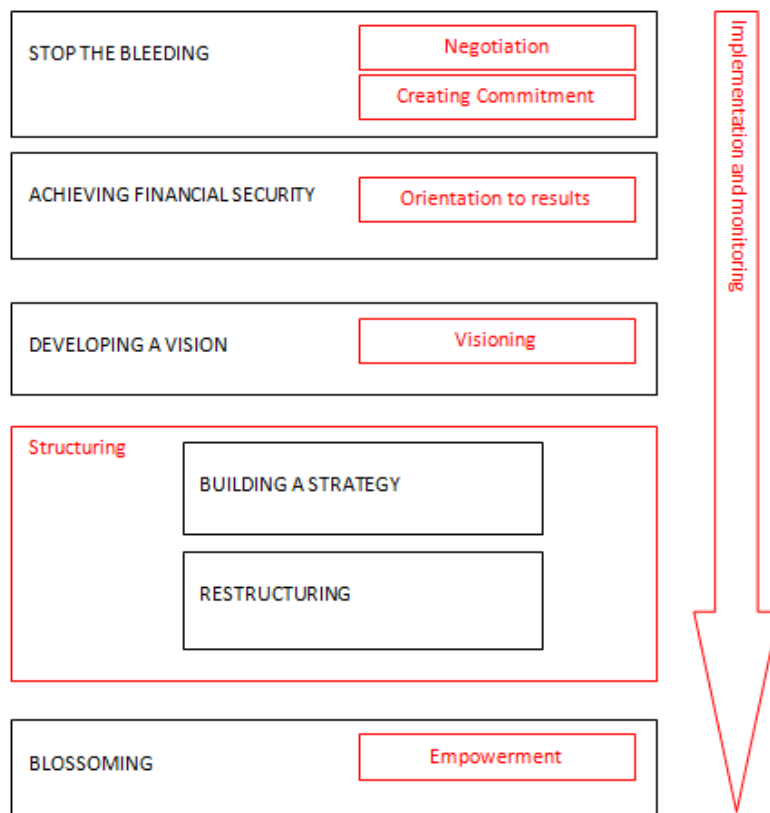 STOP THE BLEEDING
Negotiation
Creating Commitment
ACHIEVING FINANCIAL SECURITY
Orientation to results
DEVELOPING A VISION
Visioning
Structuring
BUILDING A STRATEGY
RESTRUCTURING
BLOSSOMING
Empowerment
Implementation and monitoring